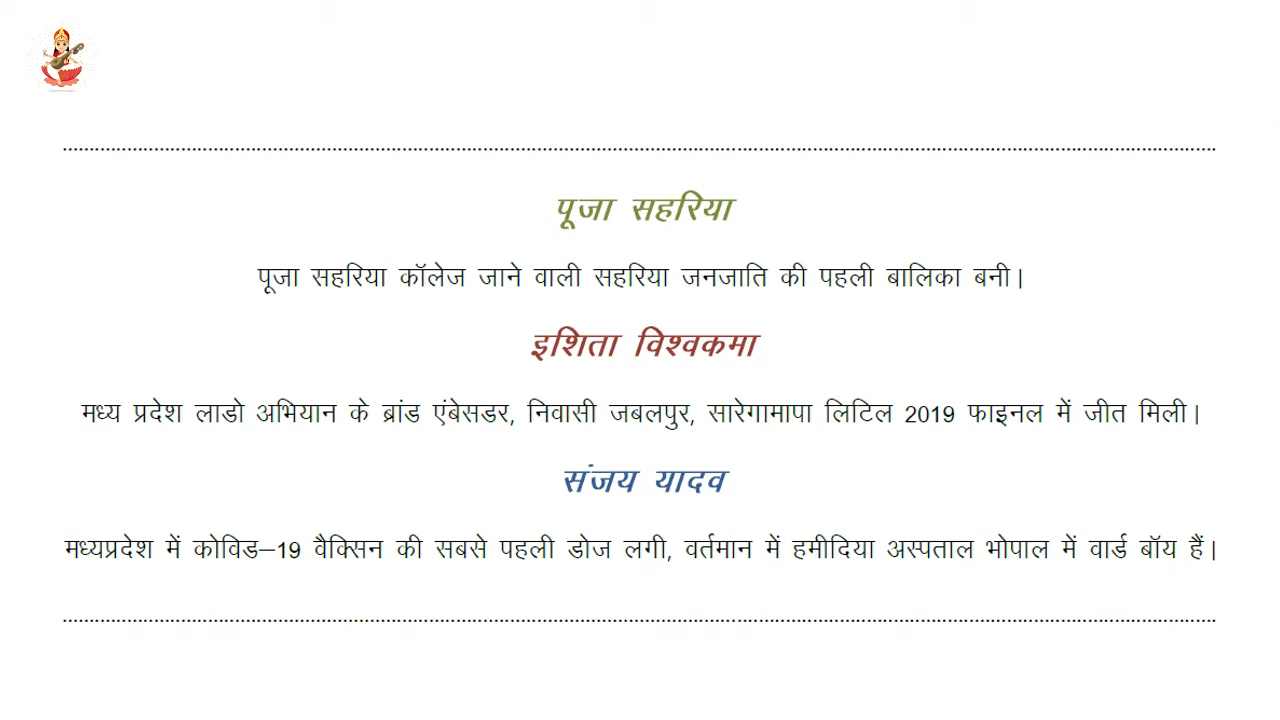 पूजा सहरिया
पूजा सहरिया कॉलेज जाने वाली सहरिया जनजाति की पहली बालिका बनी।
इशिता विश्वकमा
मध्य प्रदेश लाडो अभियान के ब्रांड एंबेसडर, निवासी जबलपुर, सारेगामापा लिटिल 2019 फाइनल में जीत मिली।
संजय यादव
मध्यप्रदेश में कोविड–19 वैक्सिन की सबसे पहली डोज लगी, वर्तमान में हमीदिया अस्पताल भोपाल में वार्ड बॉय हैं।